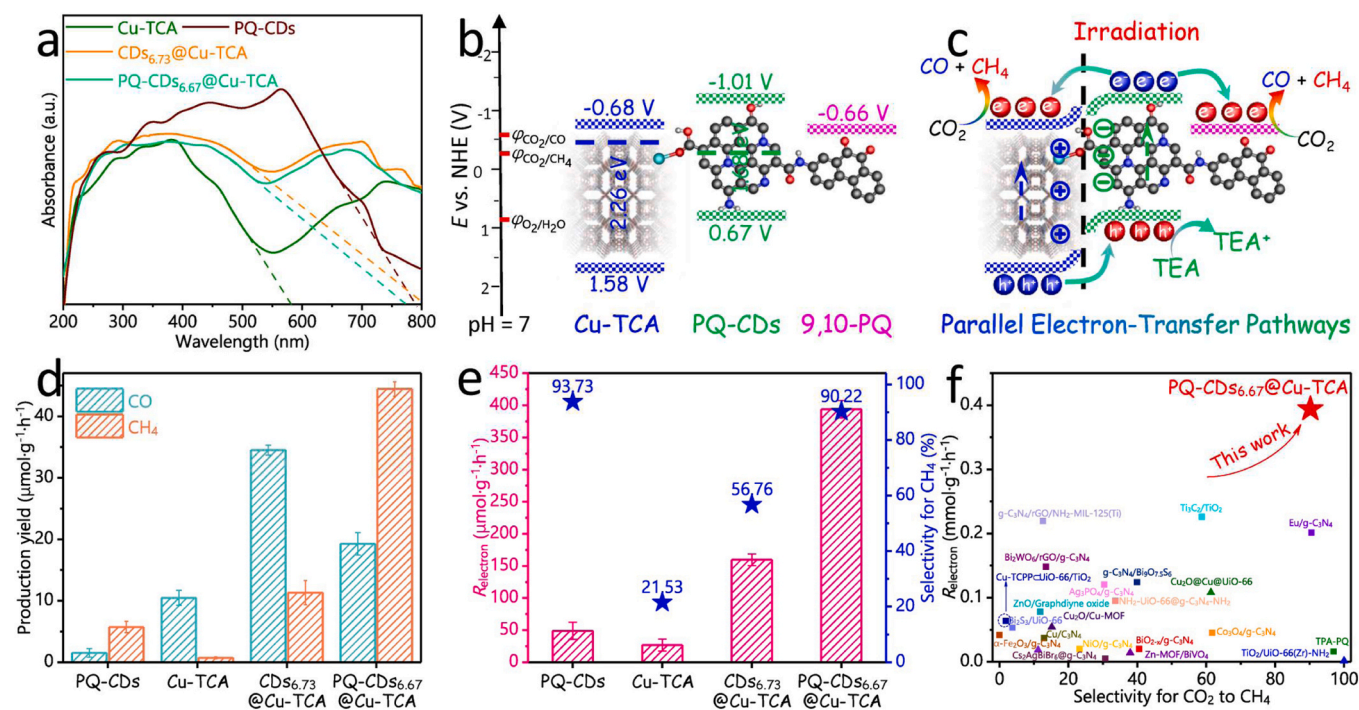 a
Cu-TCA
PQ-CDs
CDs6.73@Cu-TCA
PQ-CDs6.67@Cu-TCA
Absorbance (a.u.)
200 300 400 500 600 700 800
Wavelength (nm)
b
E vs. NHE (V)
-2
-1
0
1
2
pH = 7
φCO2/CO
φCO2/CH4
φO2/H2O
-0.68 V
2.26 eV
1.58 V
Cu-TCA
-1.01 V
0.67 V
PQ-CDs
-0.66 V
9,10-PQ
c
Irradiation
CO + CH4
CO2
e- e- e-
e- e- e-
e- e-
CO + CH4
CO2
h+ h+ h+
h+ h+ h+
TEA
TEA+
Parallel Electron-Transfer Pathways
d
Production yield (μmol·g-1·h-1)
40
30
20
10
0
CO
CH4
PQ-CDs
Cu-TCA
CDs6.73
@Cu-TCA
PQ-CDs6.67
@Cu-TCA
e
Relectron (μmol·g-1·h-1)
450
400
350
300
250
200
150
100
50
0
93.73
21.53
56.76
90.22
100
80
60
40
20
0
Selectivity for CH4 (%)
PQ-CDs
Cu-TCA
CDs6.73
@Cu-TCA
PQ-CDs6.67
@Cu-TCA
f
PQ-CDs6.67@Cu-TCA
This work
Relectron (mmol·g-1·h-1)
0.4
0.3
0.2
0.1
0.0
g-C3N4/rGO/NH2-MIL-125(Ti)
Ti3C2/TiO2
Eu/g-C3N4
Bi2WO6/rGO/g-C3N4
Cu-TCPP⊂UiO-66/TiO2
g-C3N4/Bi9O7.5S6
Ag3PO4/g-C3N4
Cu2O@Cu@UiO-66
ZnO/Graphdiyne oxide
NH2-UiO-66@g-C3N4-NH2
Bi2S3/UiO-66
Cu2O/Cu-MOF
α-Fe2O3/g-C3N4
Cu/C3N4
NiO/g-C3N4
BiO2-x/g-C3N4
Co3O4/g-C3N4
TPA-PQ
Cs2AgBiBr6@g-C3N4
Zn-MOF/BiVO4
TiO2/UiO-66(Zr)-NH2
0 20 40 60 80 100
Selectivity for CO2 to CH4